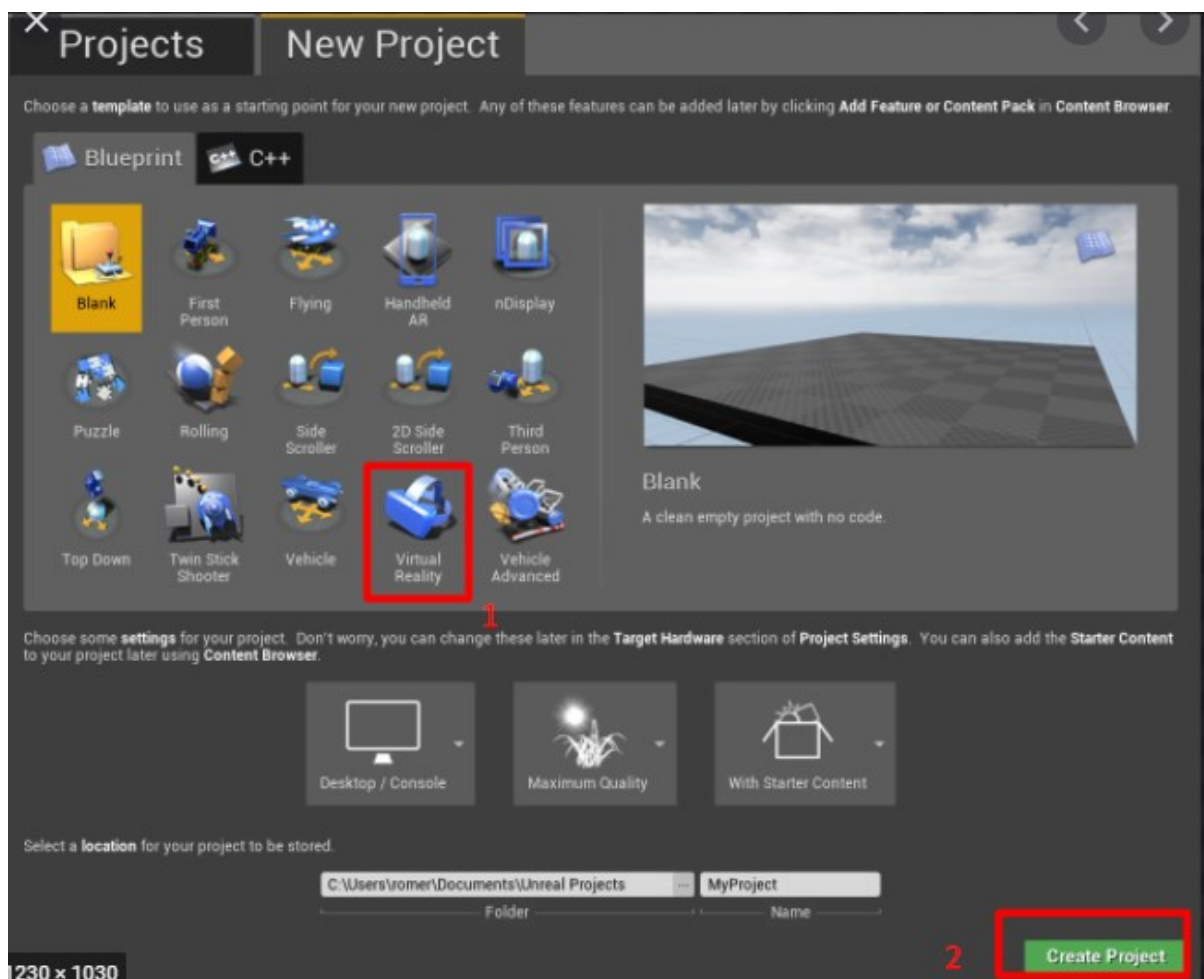 Projects
New Project
Choose a template to use as a starting point for your new project. Any of these features can be added later by clicking Add Feature or Content Pack in Content Browser.
Blueprint
C++
C++
Blank
First
Person
Flying
Handheld
AR
nDisplay
Puzzle
Rolling
Side
Scroller
2D Side
Scroller
Third
Person
Top Down
Twin Stick
Shooter
Vehicle
Virtual
Reality
Vehicle
Advanced
1
Blank
A clean empty project with no code.
Choose some settings for your project. Don't worry, you can change these later in the Target Hardware section of Project Settings. You can also add the Starter Content
to your project later using Content Browser.
Desktop / Console
Maximum Quality
With Starter Content
Select a location for your project to be stored.
C:\Users\romer\Documents\Unreal Projects
...
MyProject
Folder
Name
2
Create Project
1230 × 1030